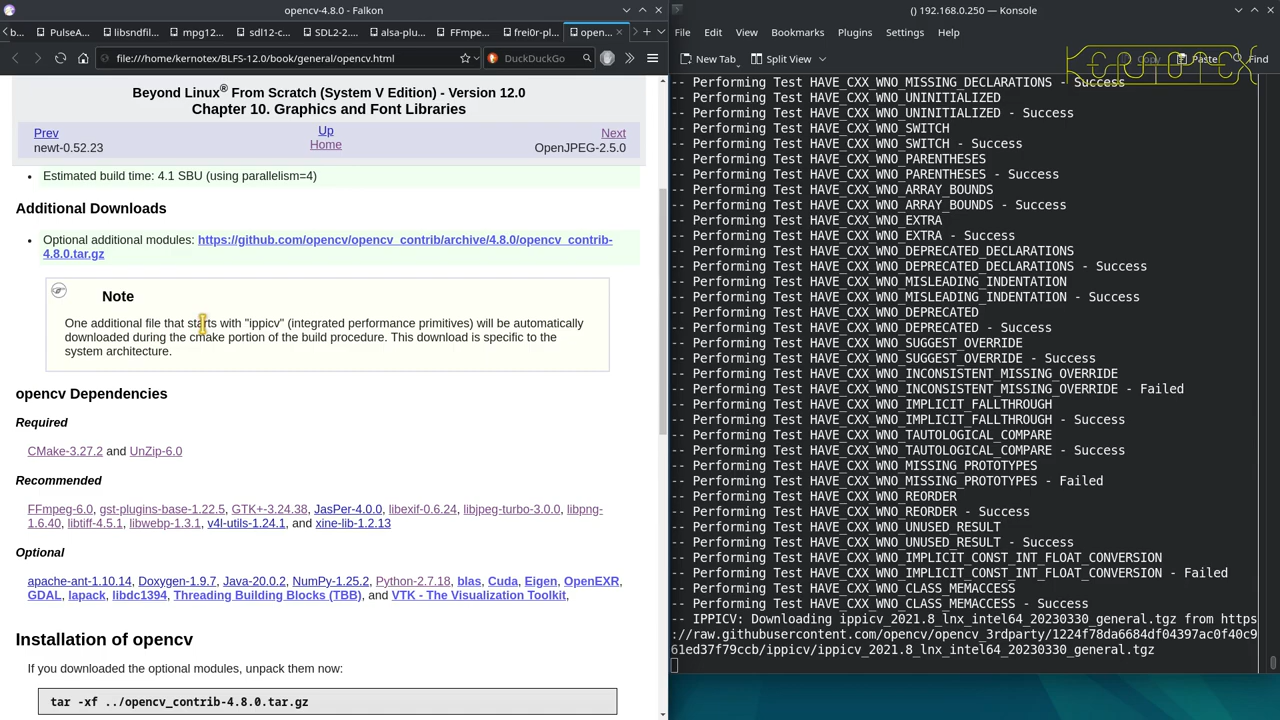 opencv-4.8.0 - Falkon
b...
PulseA...
libsndfil...
mpg12...
sdl12-c...
SDL2-2....
alsa-plu...
FFmpe...
frei0r-pl...
open...
file:///home/kernotex/BLFS-12.0/book/general/opencv.html
DuckDuckGo
Beyond Linux® From Scratch (System V Edition) - Version 12.0
Chapter 10. Graphics and Font Libraries
Prev
Up
Next
newt-0.52.23
Home
OpenJPEG-2.5.0
Estimated build time: 4.1 SBU (using parallelism=4)
Additional Downloads
Optional additional modules: https://github.com/opencv/opencv_contrib/archive/4.8.0/opencv_contrib-
4.8.0.tar.gz
Note
One additional file that starts with "ippicv" (integrated performance primitives) will be automatically
downloaded during the cmake portion of the build procedure. This download is specific to the
system architecture.
opencv Dependencies
Required
CMake-3.27.2 and UnZip-6.0
Recommended
FFmpeg-6.0, gst-plugins-base-1.22.5, GTK+-3.24.38, JasPer-4.0.0, libexif-0.6.24, libjpeg-turbo-3.0.0, libpng-
1.6.40, libtiff-4.5.1, libwebp-1.3.1, v4l-utils-1.24.1, and xine-lib-1.2.13
Optional
apache-ant-1.10.14, Doxygen-1.9.7, Java-20.0.2, NumPy-1.25.2, Python-2.7.18, blas, Cuda, Eigen, OpenEXR,
GDAL, lapack, libdc1394, Threading Building Blocks (TBB), and VTK - The Visualization Toolkit,
Installation of opencv
If you downloaded the optional modules, unpack them now:
tar -xf ../opencv_contrib-4.8.0.tar.gz
() 192.168.0.250 — Konsole
File Edit View Bookmarks Plugins Settings Help
New Tab Split View Copy Paste Find
kernotex
-- Performing Test HAVE_CXX_WNO_MISSING_DECLARATIONS - Success
-- Performing Test HAVE_CXX_WNO_UNINITIALIZED
-- Performing Test HAVE_CXX_WNO_UNINITIALIZED - Success
-- Performing Test HAVE_CXX_WNO_SWITCH
-- Performing Test HAVE_CXX_WNO_SWITCH - Success
-- Performing Test HAVE_CXX_WNO_PARENTHESES
-- Performing Test HAVE_CXX_WNO_PARENTHESES - Success
-- Performing Test HAVE_CXX_WNO_ARRAY_BOUNDS
-- Performing Test HAVE_CXX_WNO_ARRAY_BOUNDS - Success
-- Performing Test HAVE_CXX_WNO_EXTRA
-- Performing Test HAVE_CXX_WNO_EXTRA - Success
-- Performing Test HAVE_CXX_WNO_DEPRECATED_DECLARATIONS
-- Performing Test HAVE_CXX_WNO_DEPRECATED_DECLARATIONS - Success
-- Performing Test HAVE_CXX_WNO_MISLEADING_INDENTATION
-- Performing Test HAVE_CXX_WNO_MISLEADING_INDENTATION - Success
-- Performing Test HAVE_CXX_WNO_DEPRECATED
-- Performing Test HAVE_CXX_WNO_DEPRECATED - Success
-- Performing Test HAVE_CXX_WNO_SUGGEST_OVERRIDE
-- Performing Test HAVE_CXX_WNO_SUGGEST_OVERRIDE - Success
-- Performing Test HAVE_CXX_WNO_INCONSISTENT_MISSING_OVERRIDE
-- Performing Test HAVE_CXX_WNO_INCONSISTENT_MISSING_OVERRIDE - Failed
-- Performing Test HAVE_CXX_WNO_IMPLICIT_FALLTHROUGH
-- Performing Test HAVE_CXX_WNO_IMPLICIT_FALLTHROUGH - Success
-- Performing Test HAVE_CXX_WNO_TAUTOLOGICAL_COMPARE
-- Performing Test HAVE_CXX_WNO_TAUTOLOGICAL_COMPARE - Success
-- Performing Test HAVE_CXX_WNO_MISSING_PROTOTYPES
-- Performing Test HAVE_CXX_WNO_MISSING_PROTOTYPES - Failed
-- Performing Test HAVE_CXX_WNO_REORDER
-- Performing Test HAVE_CXX_WNO_REORDER - Success
-- Performing Test HAVE_CXX_WNO_UNUSED_RESULT
-- Performing Test HAVE_CXX_WNO_UNUSED_RESULT - Success
-- Performing Test HAVE_CXX_WNO_IMPLICIT_CONST_INT_FLOAT_CONVERSION
-- Performing Test HAVE_CXX_WNO_IMPLICIT_CONST_INT_FLOAT_CONVERSION - Failed
-- Performing Test HAVE_CXX_WNO_CLASS_MEMACCESS
-- Performing Test HAVE_CXX_WNO_CLASS_MEMACCESS - Success
-- IPPICV: Downloading ippicv_2021.8_lnx_intel64_20230330_general.tgz from https
://raw.githubusercontent.com/opencv/opencv_3rdparty/1224f78da6684df04397ac0f40c9
61ed37f79ccb/ippicv/ippicv_2021.8_lnx_intel64_20230330_general.tgz